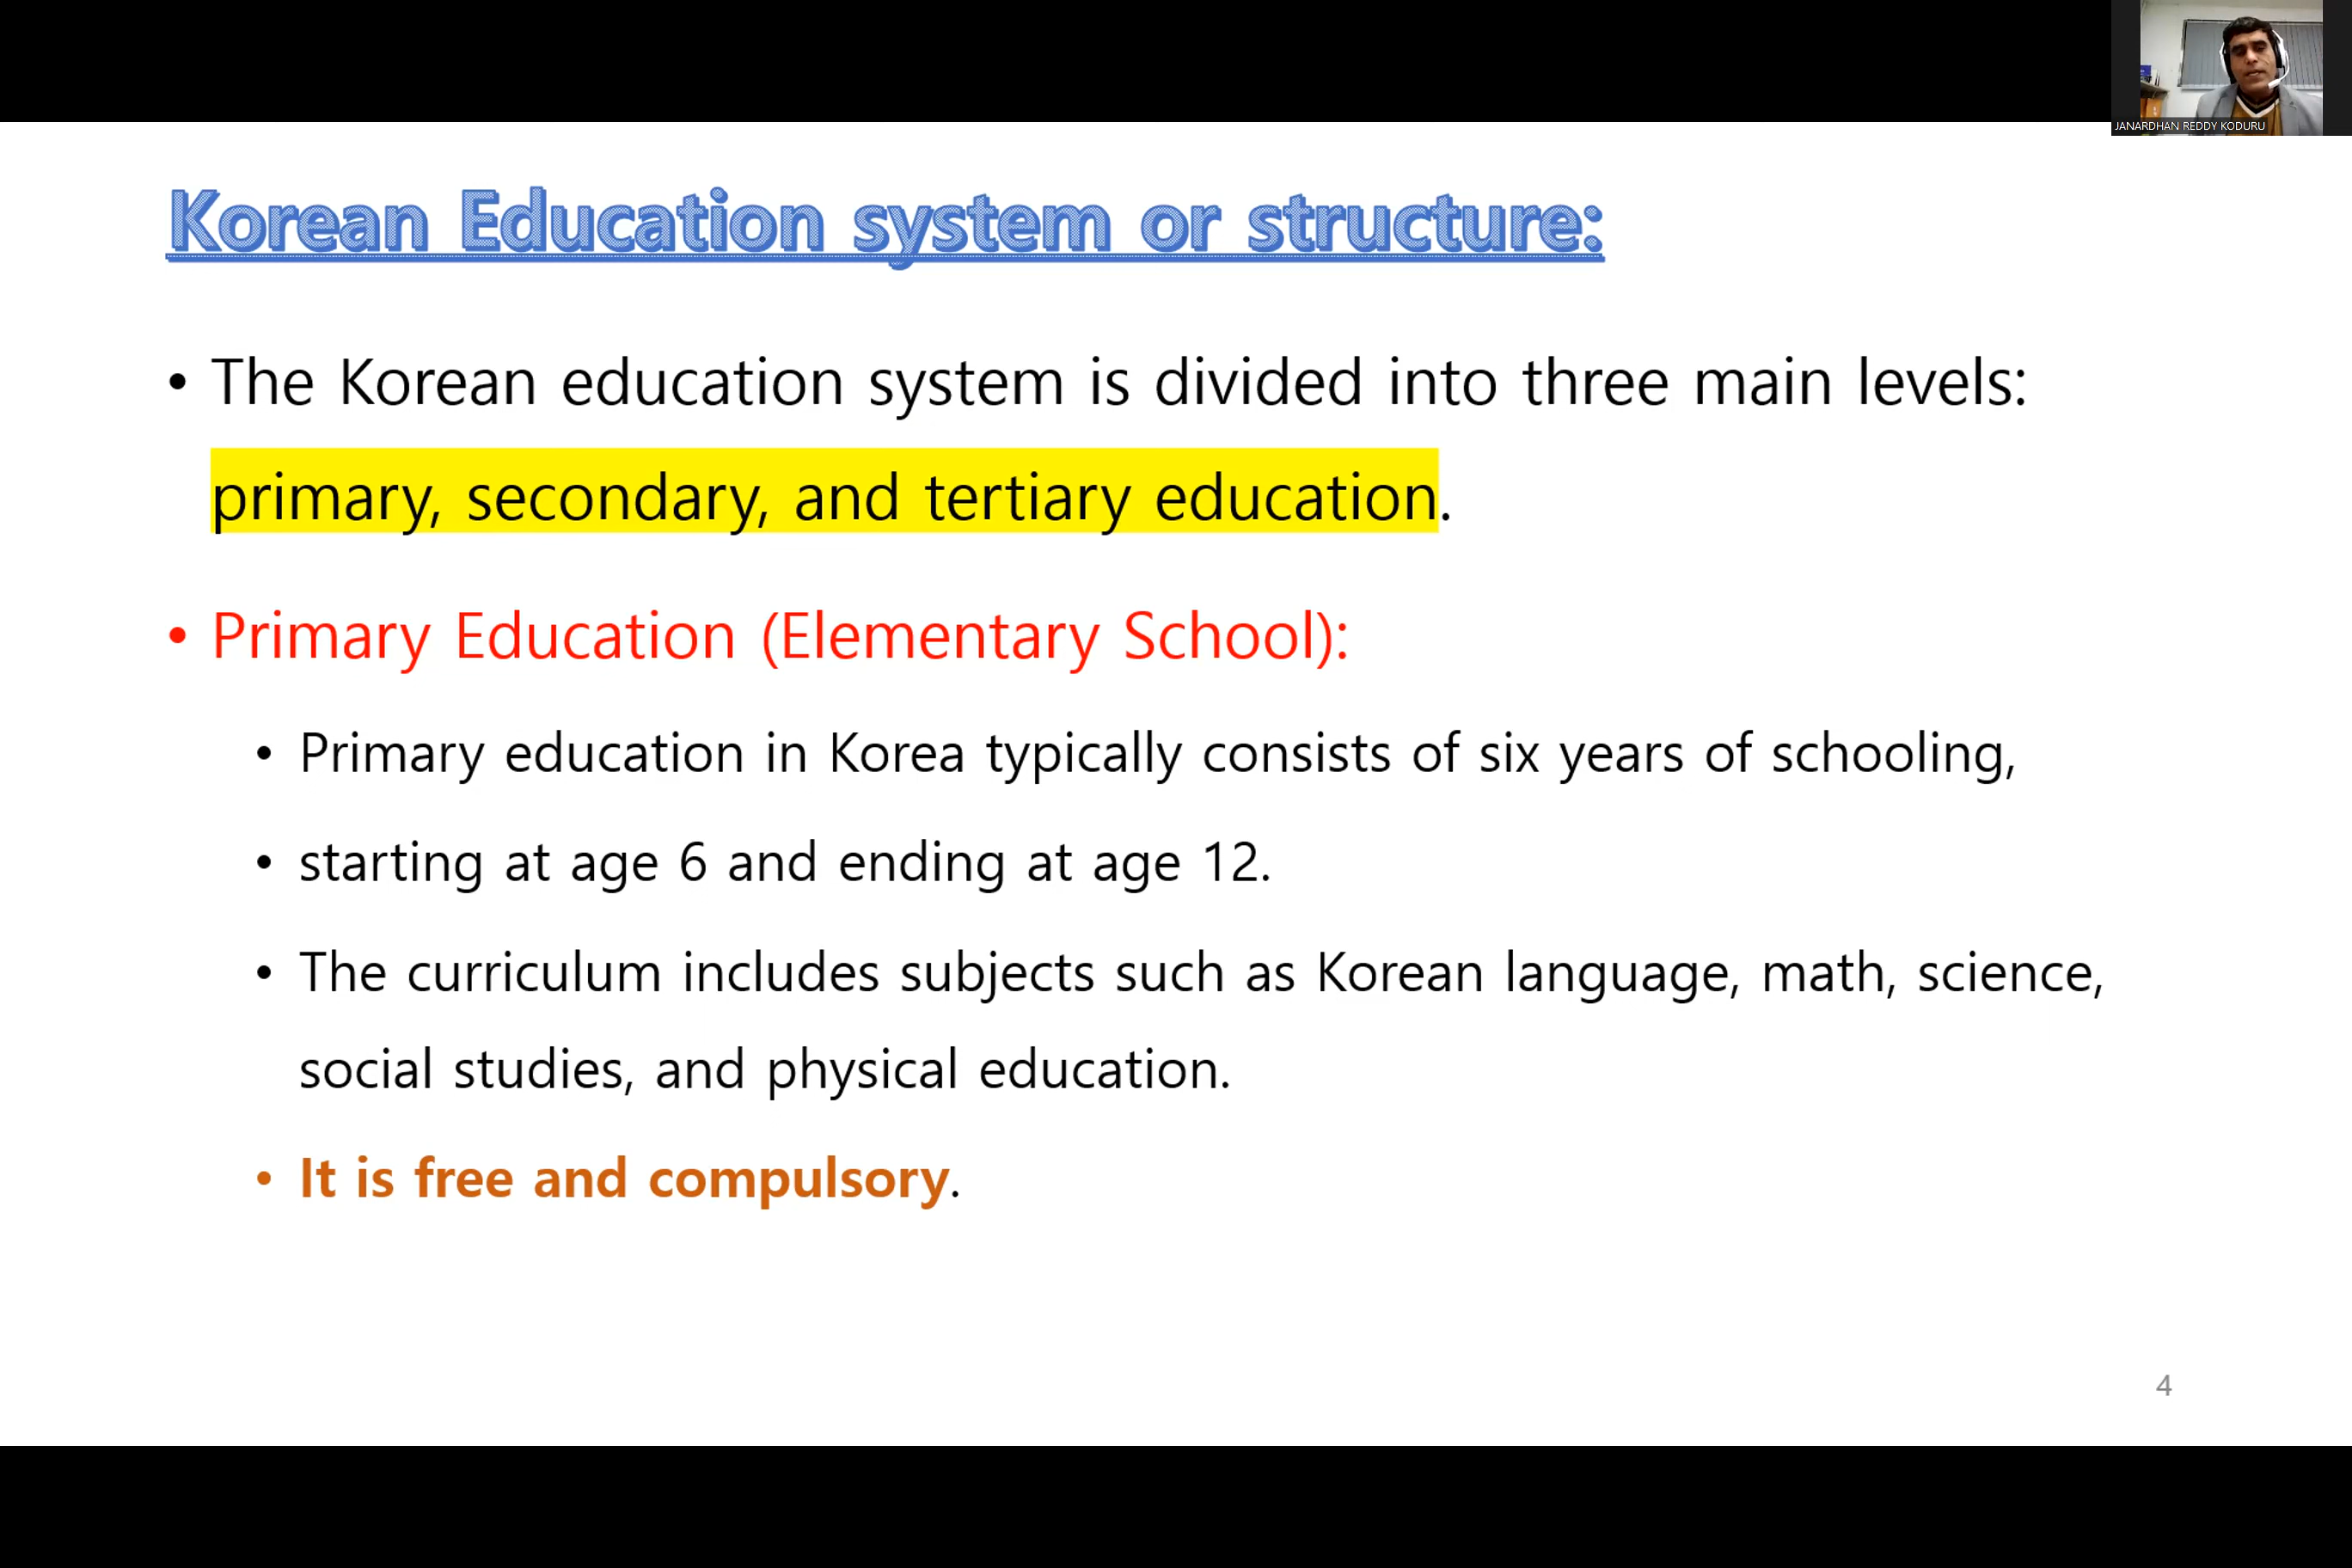 JANARDHAN REDDY KODURU
Korean Education system or structure:
• The Korean education system is divided into three main levels:
primary, secondary, and tertiary education.
• Primary Education (Elementary School):
• Primary education in Korea typically consists of six years of schooling,
• starting at age 6 and ending at age 12.
• The curriculum includes subjects such as Korean language, math, science,
social studies, and physical education.
• It is free and compulsory.
4